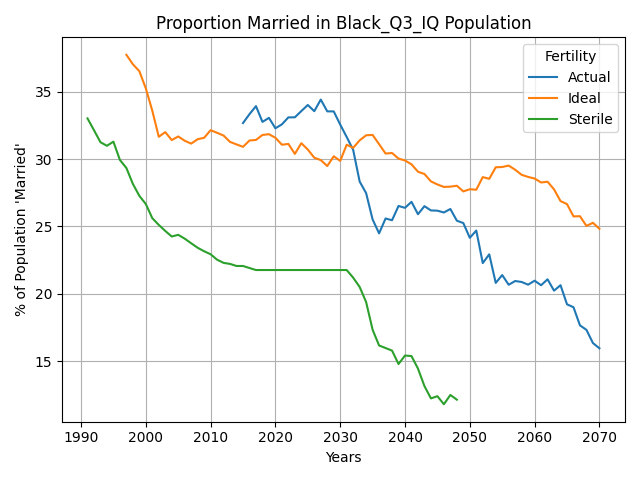 Proportion Married in Black_Q3_IQ Population
% of Population 'Married'
35
30
25
20
15
Fertility
Actual
Ideal
Sterile
1990 2000 2010 2020 2030 2040 2050 2060 2070
Years